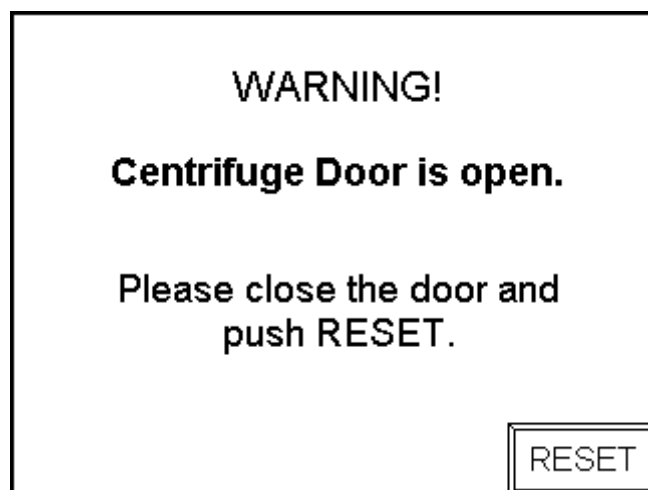 WARNING!
Centrifuge Door is open.
Please close the door and
push RESET.
RESET